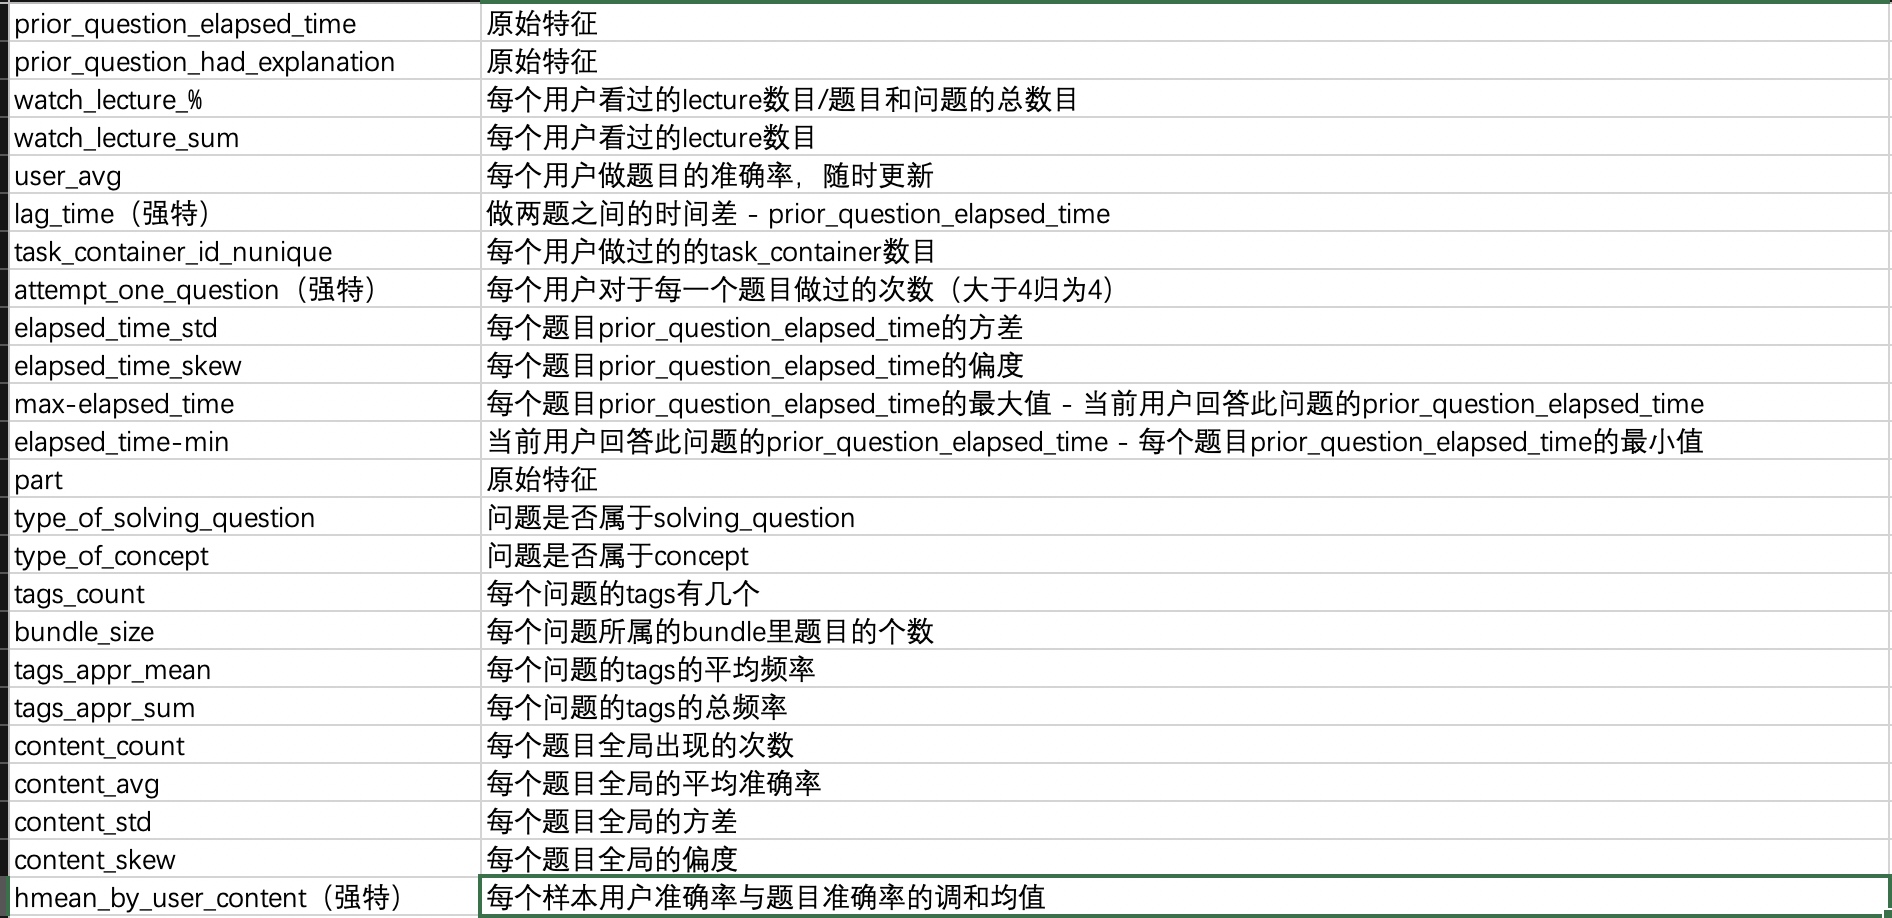 prior_question_elapsed_time 原始特征
prior_question_had_explanation 原始特征
watch_lecture_% 每个用户看过的lecture数目/题目和问题的总数目
watch_lecture_sum 每个用户看过的lecture数目
user_avg 每个用户做题目的准确率，随时更新
lag_time（强特） 做两题之间的时间差 - prior_question_elapsed_time
task_container_id_nunique 每个用户做过的的task_container数目
attempt_one_question（强特） 每个用户对于每一个题目做过的次数（大于4归为4）
elapsed_time_std 每个题目prior_question_elapsed_time的方差
elapsed_time_skew 每个题目prior_question_elapsed_time的偏度
max-elapsed_time 每个题目prior_question_elapsed_time的最大值 - 当前用户回答此问题的prior_question_elapsed_time
elapsed_time-min 当前用户回答此问题的prior_question_elapsed_time - 每个题目prior_question_elapsed_time的最小值
part 原始特征
type_of_solving_question 问题是否属于solving_question
type_of_concept 问题是否属于concept
tags_count 每个问题的tags有几个
bundle_size 每个问题所属的bundle里题目的个数
tags_appr_mean 每个问题的tags的平均频率
tags_appr_sum 每个问题的tags的总频率
content_count 每个题目全局出现的次数
content_avg 每个题目全局的平均准确率
content_std 每个题目全局的方差
content_skew 每个题目全局的偏度
hmean_by_user_content（强特） 每个样本用户准确率与题目准确率的调和均值